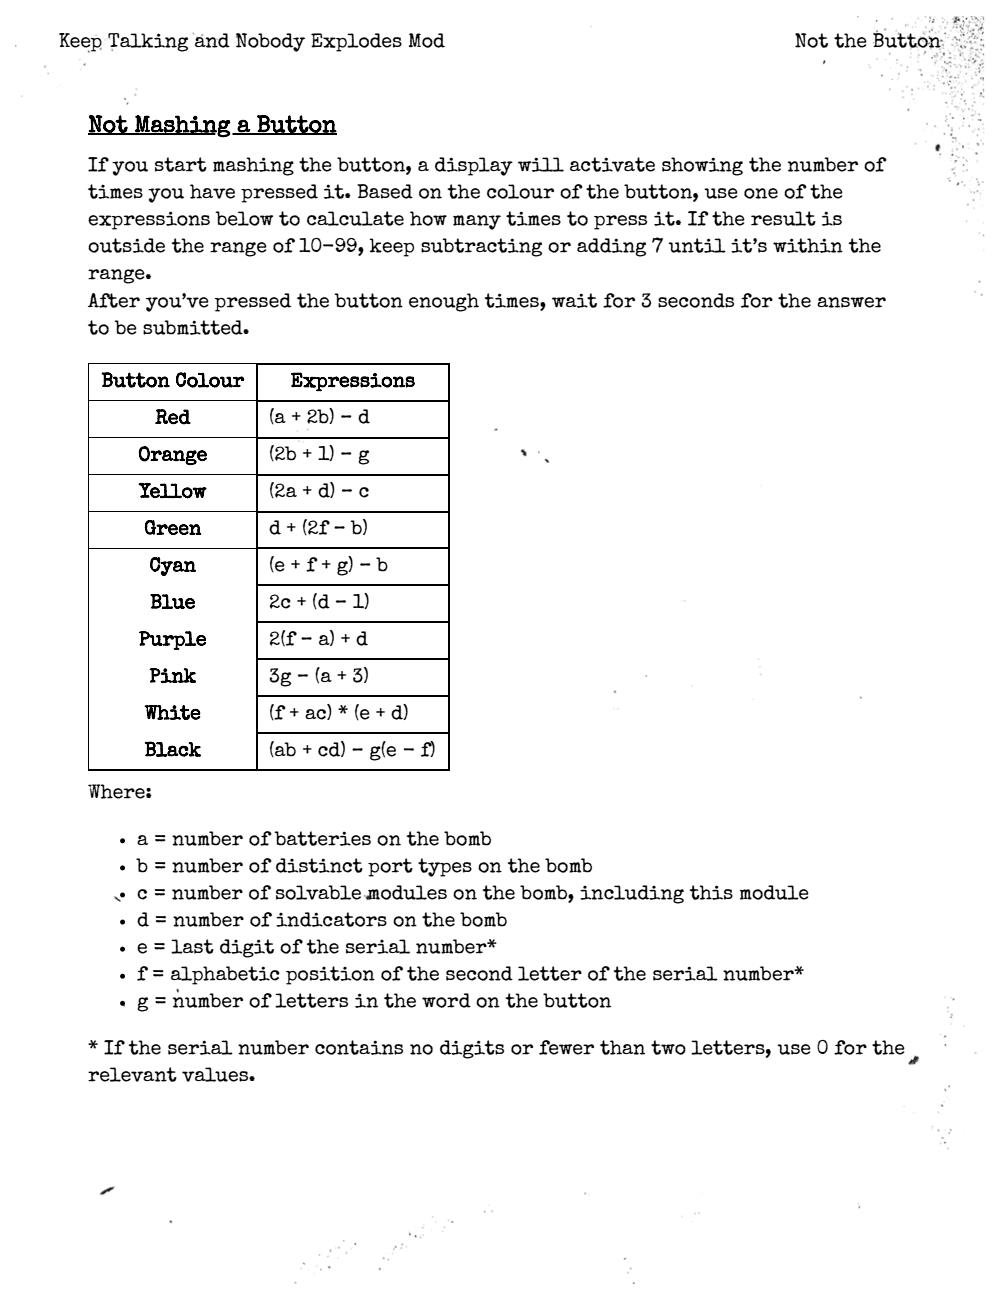 Keep Talking and Nobody Explodes Mod
Not the Button
Not Mashing a Button
If you start mashing the button, a display will activate showing the number of
times you have pressed it. Based on the colour of the button, use one of the
expressions below to calculate how many times to press it. If the result is
outside the range of 10–99, keep subtracting or adding 7 until it’s within the
range.
After you’ve pressed the button enough times, wait for 3 seconds for the answer
to be submitted.
Button Colour Expressions
Red (a + 2b) − d
Orange (2b + 1) − g
Yellow (2a + d) − c
Green d + (2f − b)
Cyan (e + f + g) − b
Blue 2c + (d − 1)
Purple 2(f − a) + d
Pink 3g − (a + 3)
White (f + ac) * (e + d)
Black (ab + cd) − g(e − f)
Where:
• a = number of batteries on the bomb
• b = number of distinct port types on the bomb
• c = number of solvable modules on the bomb, including this module
• d = number of indicators on the bomb
• e = last digit of the serial number*
• f = alphabetic position of the second letter of the serial number*
• g = number of letters in the word on the button
* If the serial number contains no digits or fewer than two letters, use 0 for the
relevant values.